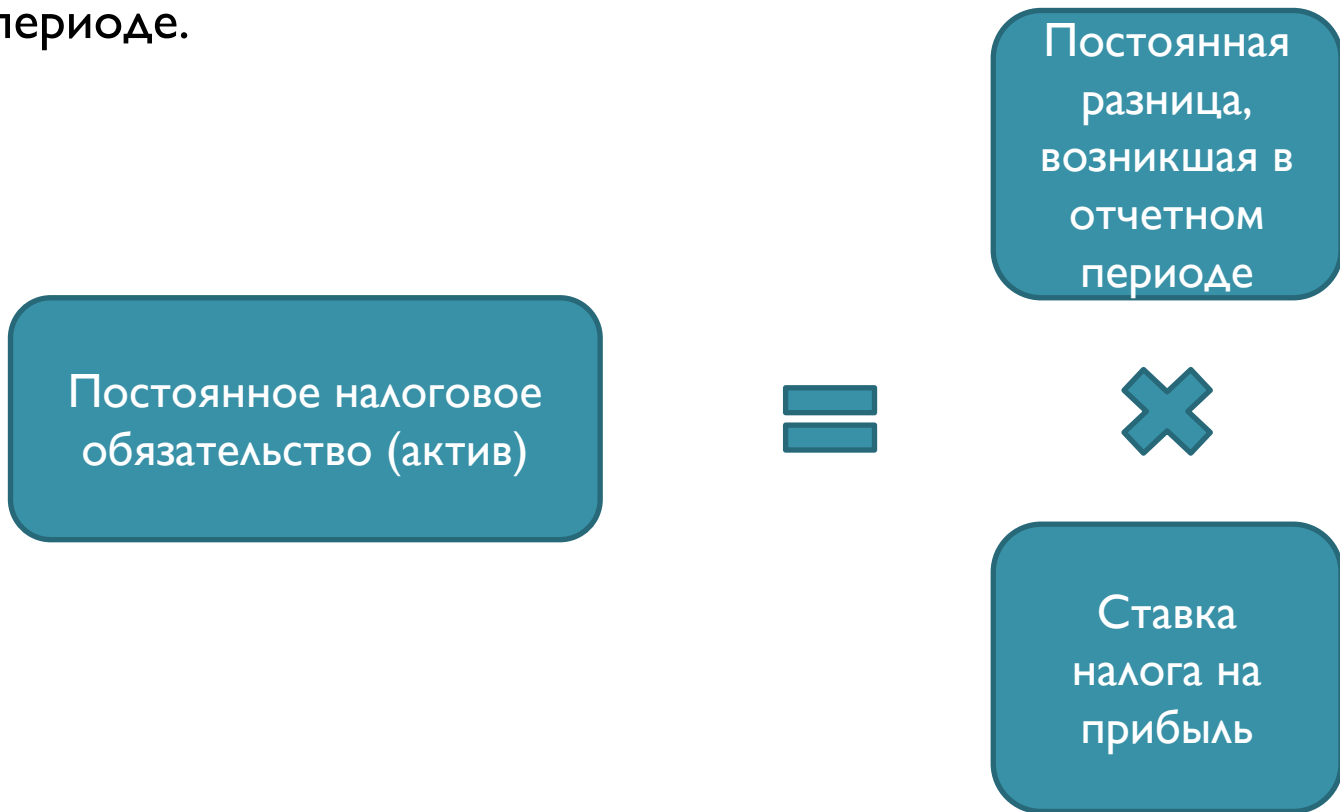 периоде.
Постоянная
разница,
возникшая в
отчетном
периоде
Постоянное налоговое
обязательство (актив)
Ставка
налога на
прибыль